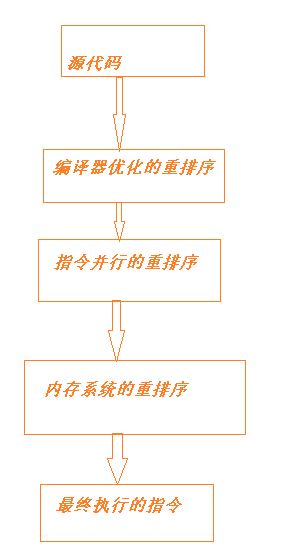 源代码
编译器优化的重排序
指令并行的重排序
内存系统的重排序
最终执行的指令